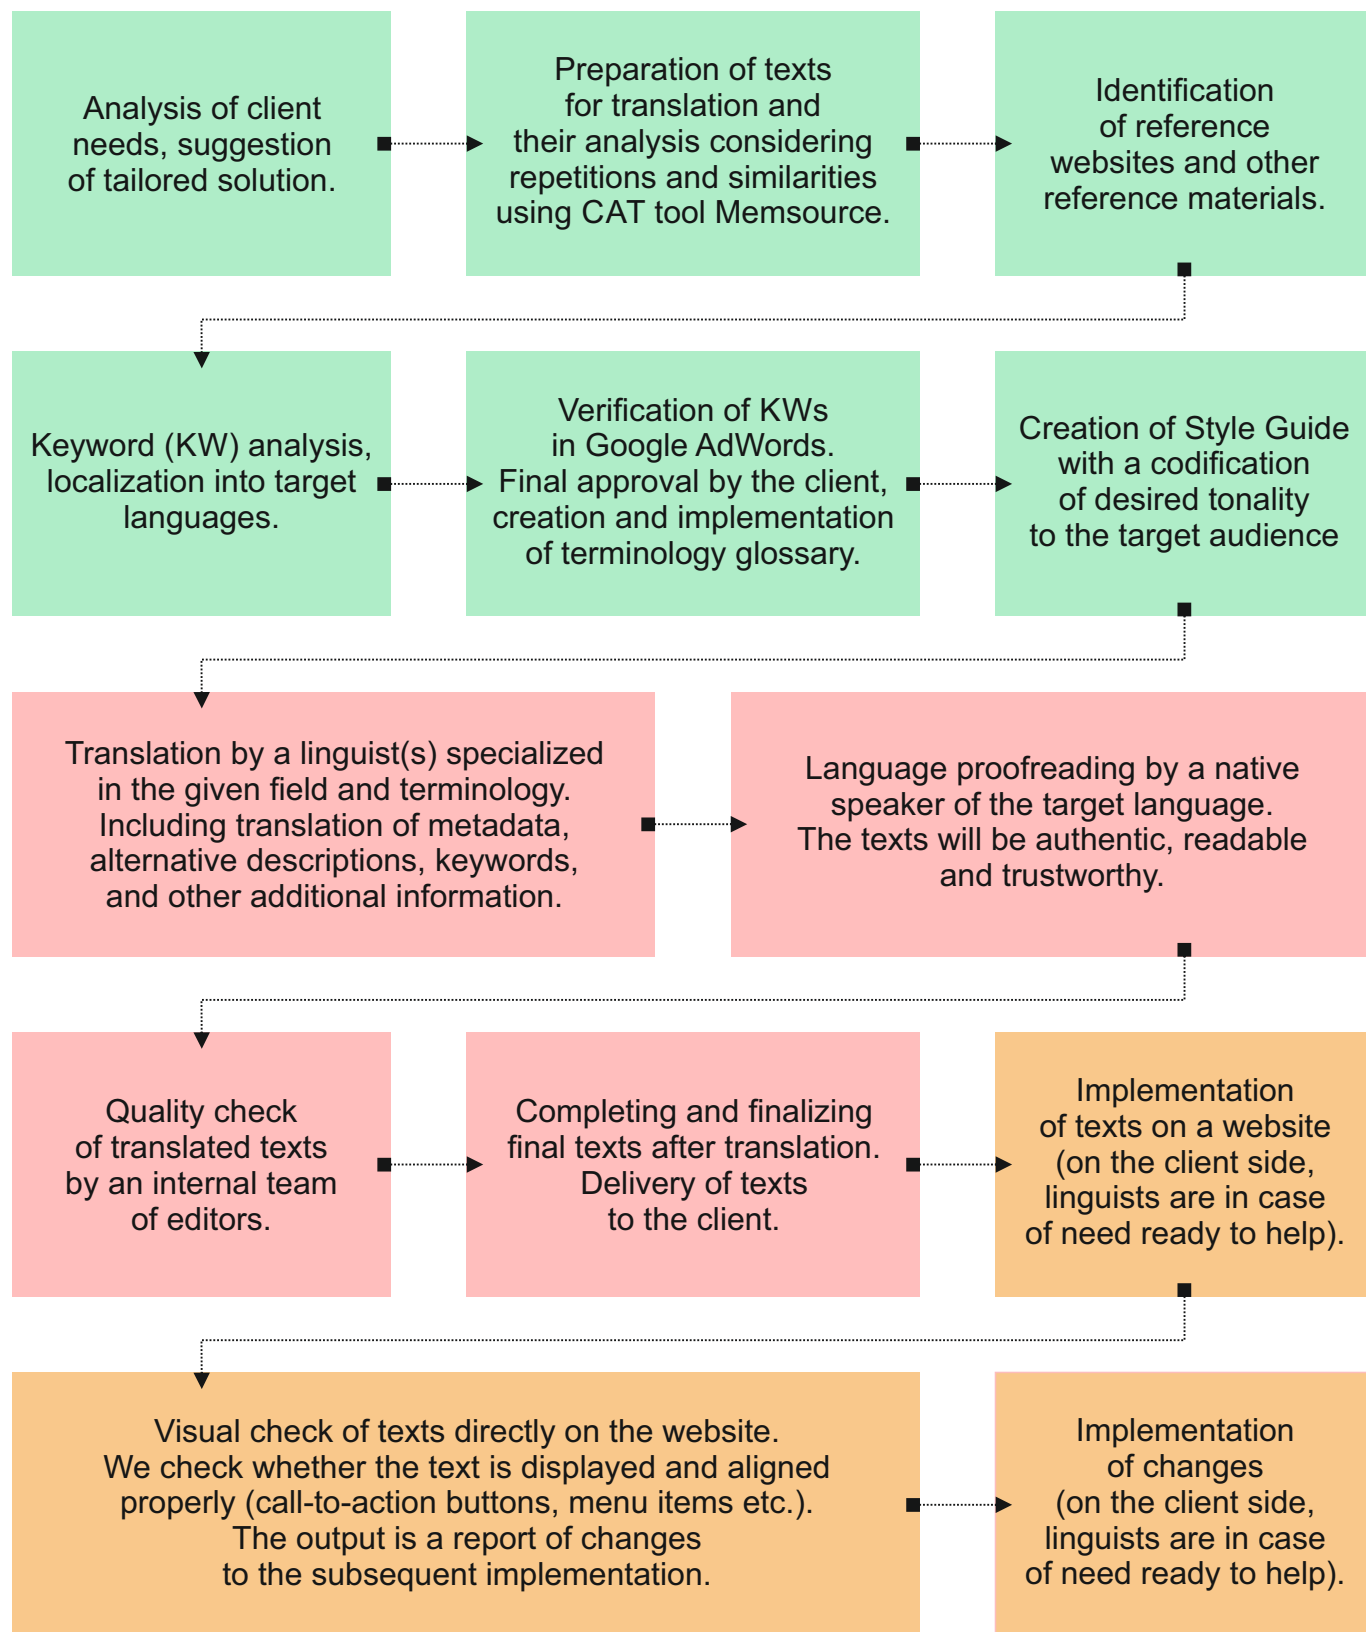 Analysis of client
needs, suggestion
of tailored solution.
Preparation of texts
for translation and
their analysis considering
repetitions and similarities
using CAT tool Memsource.
Identification
of reference
websites and other
reference materials.
Keyword (KW) analysis,
localization into target
languages.
Verification of KWs
in Google AdWords.
Final approval by the client,
creation and implementation
of terminology glossary.
Creation of Style Guide
with a codification
of desired tonality
to the target audience
Translation by a linguist(s) specialized
in the given field and terminology.
Including translation of metadata,
alternative descriptions, keywords,
and other additional information.
Language proofreading by a native
speaker of the target language.
The texts will be authentic, readable
and trustworthy.
Quality check
of translated texts
by an internal team
of editors.
Completing and finalizing
final texts after translation.
Delivery of texts
to the client.
Implementation
of texts on a website
(on the client side,
linguists are in case
of need ready to help).
Visual check of texts directly on the website.
We check whether the text is displayed and aligned
properly (call-to-action buttons, menu items etc.).
The output is a report of changes
to the subsequent implementation.
Implementation
of changes
(on the client side,
linguists are in case
of need ready to help).